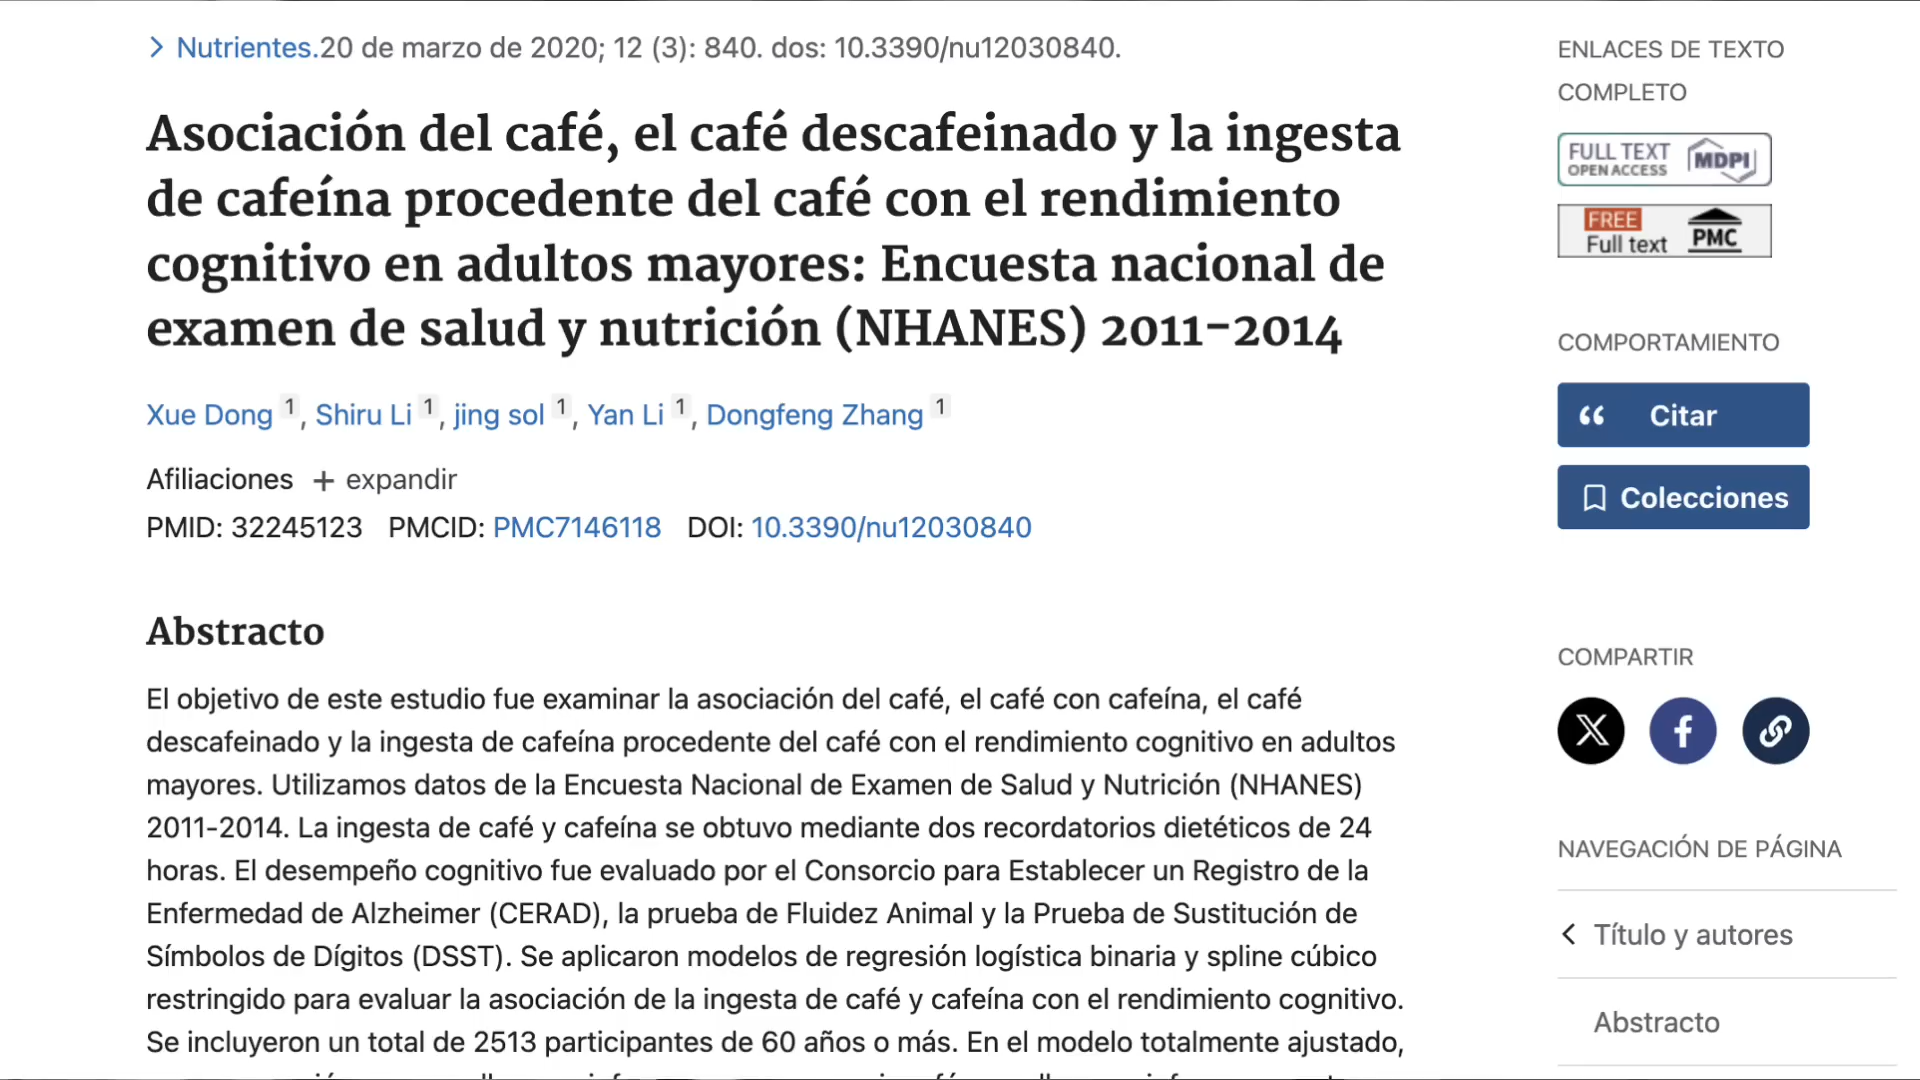 Nutrientes.20 de marzo de 2020; 12 (3): 840. dos: 10.3390/nu12030840.
Asociación del café, el café descafeinado y la ingesta
de cafeína procedente del café con el rendimiento
cognitivo en adultos mayores: Encuesta nacional de
examen de salud y nutrición (NHANES) 2011-2014
Xue Dong 1, Shiru Li 1, jing sol 1, Yan Li 1, Dongfeng Zhang 1
Afiliaciones + expandir
PMID: 32245123 PMCID: PMC7146118 DOI: 10.3390/nu12030840
Abstracto
El objetivo de este estudio fue examinar la asociación del café, el café con cafeína, el café
descafeinado y la ingesta de cafeína procedente del café con el rendimiento cognitivo en adultos
mayores. Utilizamos datos de la Encuesta Nacional de Examen de Salud y Nutrición (NHANES)
2011-2014. La ingesta de café y cafeína se obtuvo mediante dos recordatorios dietéticos de 24
horas. El desempeño cognitivo fue evaluado por el Consorcio para Establecer un Registro de la
Enfermedad de Alzheimer (CERAD), la prueba de Fluidez Animal y la Prueba de Sustitución de
Símbolos de Dígitos (DSST). Se aplicaron modelos de regresión logística binaria y spline cúbico
restringido para evaluar la asociación de la ingesta de café y cafeína con el rendimiento cognitivo.
Se incluyeron un total de 2513 participantes de 60 años o más. En el modelo totalmente ajustado,
ENLACES DE TEXTO
COMPLETO
FULL TEXT
OPEN ACCESS
MDPI
FREE
Full text
PMC
COMPORTAMIENTO
Citar
Colecciones
COMPARTIR
NAVEGACIÓN DE PÁGINA
Título y autores
Abstracto